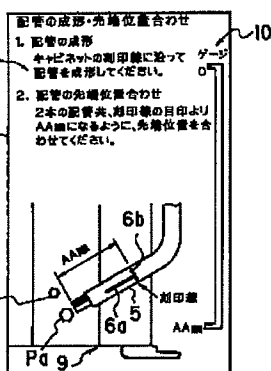 配管の成形・先端位置合わせ
10
1. 配管の成形
キャビネットの刻印線に沿って
配管を成形してください。
ゲージ
0
2. 配管の先端位置合わせ
2本の配管共、刻印線の目印より
AA㎜になるように、先端位置を合
わせてください。
6b
AA㎜
刻印線
5
6a
AA㎜
Pa
9